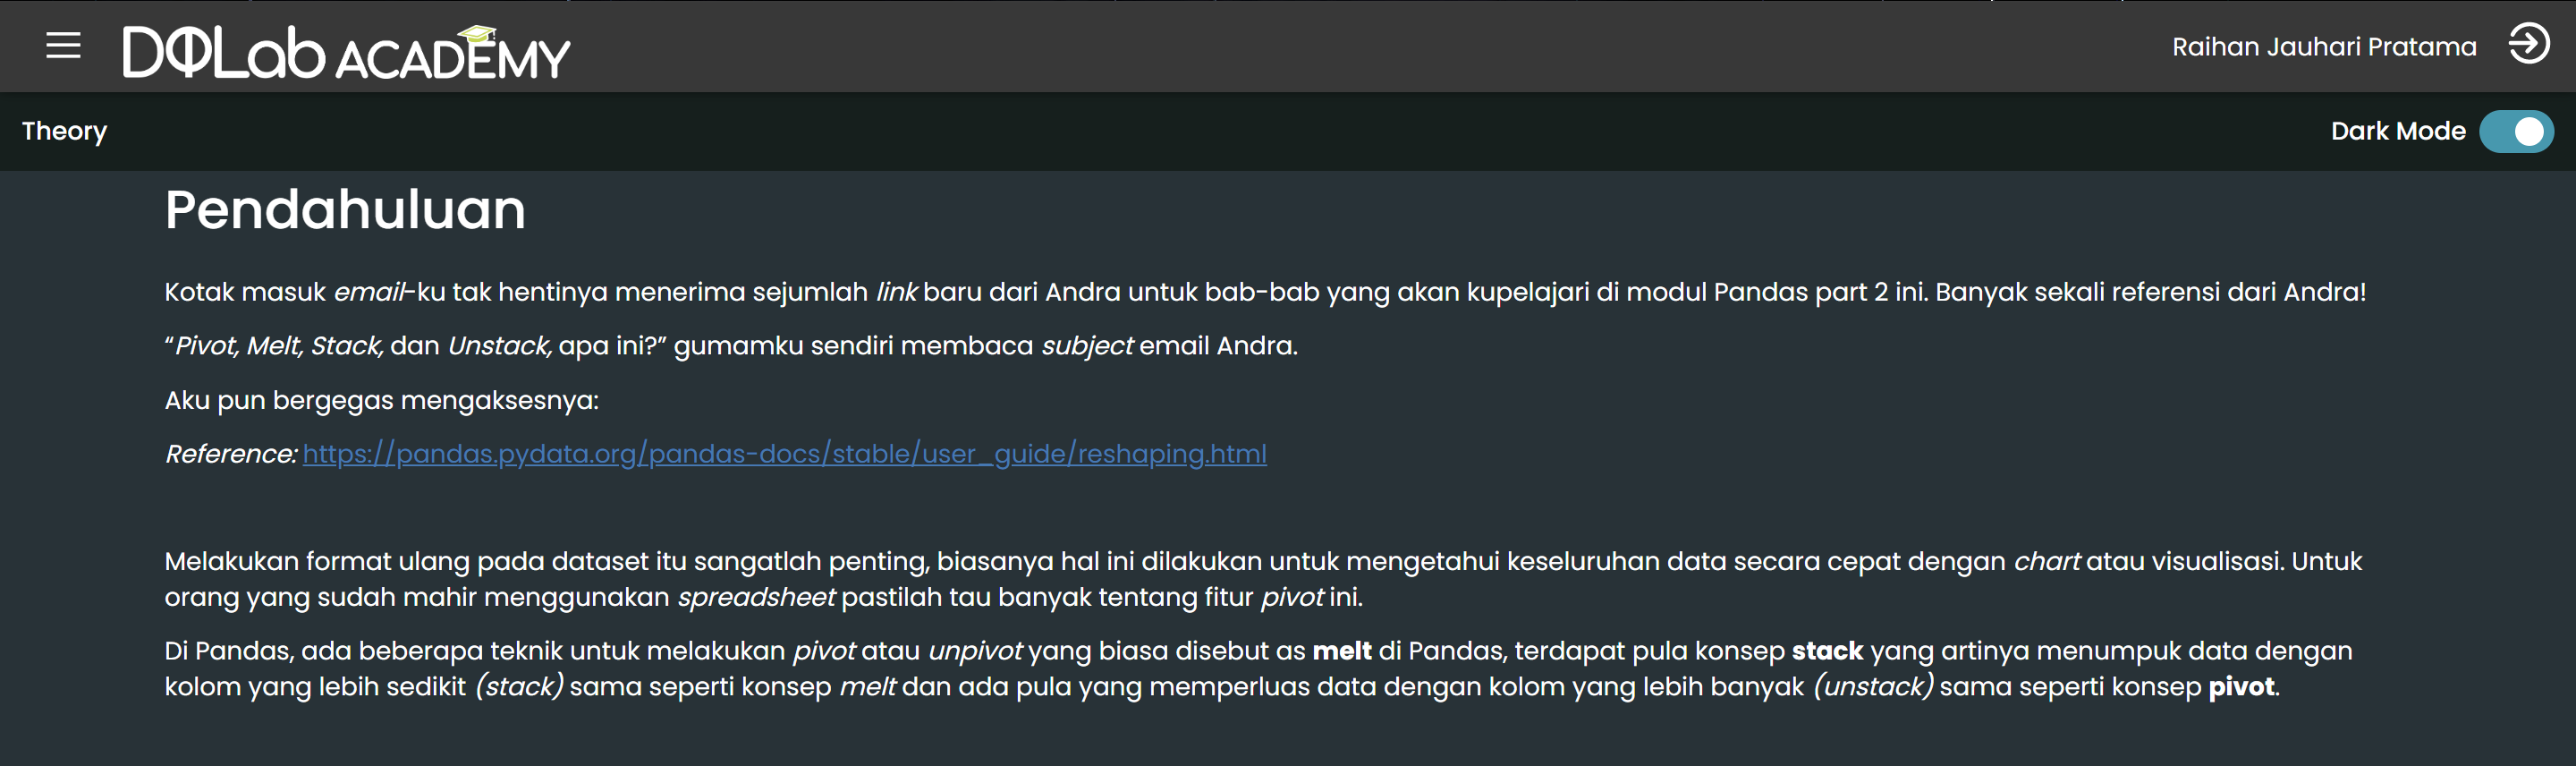 DQLab ACADEMY
Raihan Jauhari Pratama
Theory
Dark Mode
Pendahuluan
Kotak masuk email-ku tak hentinya menerima sejumlah link baru dari Andra untuk bab-bab yang akan kupelajari di modul Pandas part 2 ini. Banyak sekali referensi dari Andra!
“Pivot, Melt, Stack, dan Unstack, apa ini?” gumamku sendiri membaca subject email Andra.
Aku pun bergegas mengaksesnya:
Reference: https://pandas.pydata.org/pandas-docs/stable/user_guide/reshaping.html
Melakukan format ulang pada dataset itu sangatlah penting, biasanya hal ini dilakukan untuk mengetahui keseluruhan data secara cepat dengan chart atau visualisasi. Untuk
orang yang sudah mahir menggunakan spreadsheet pastilah tau banyak tentang fitur pivot ini.
Di Pandas, ada beberapa teknik untuk melakukan pivot atau unpivot yang biasa disebut as melt di Pandas, terdapat pula konsep stack yang artinya menumpuk data dengan
kolom yang lebih sedikit (stack) sama seperti konsep melt dan ada pula yang memperluas data dengan kolom yang lebih banyak (unstack) sama seperti konsep pivot.